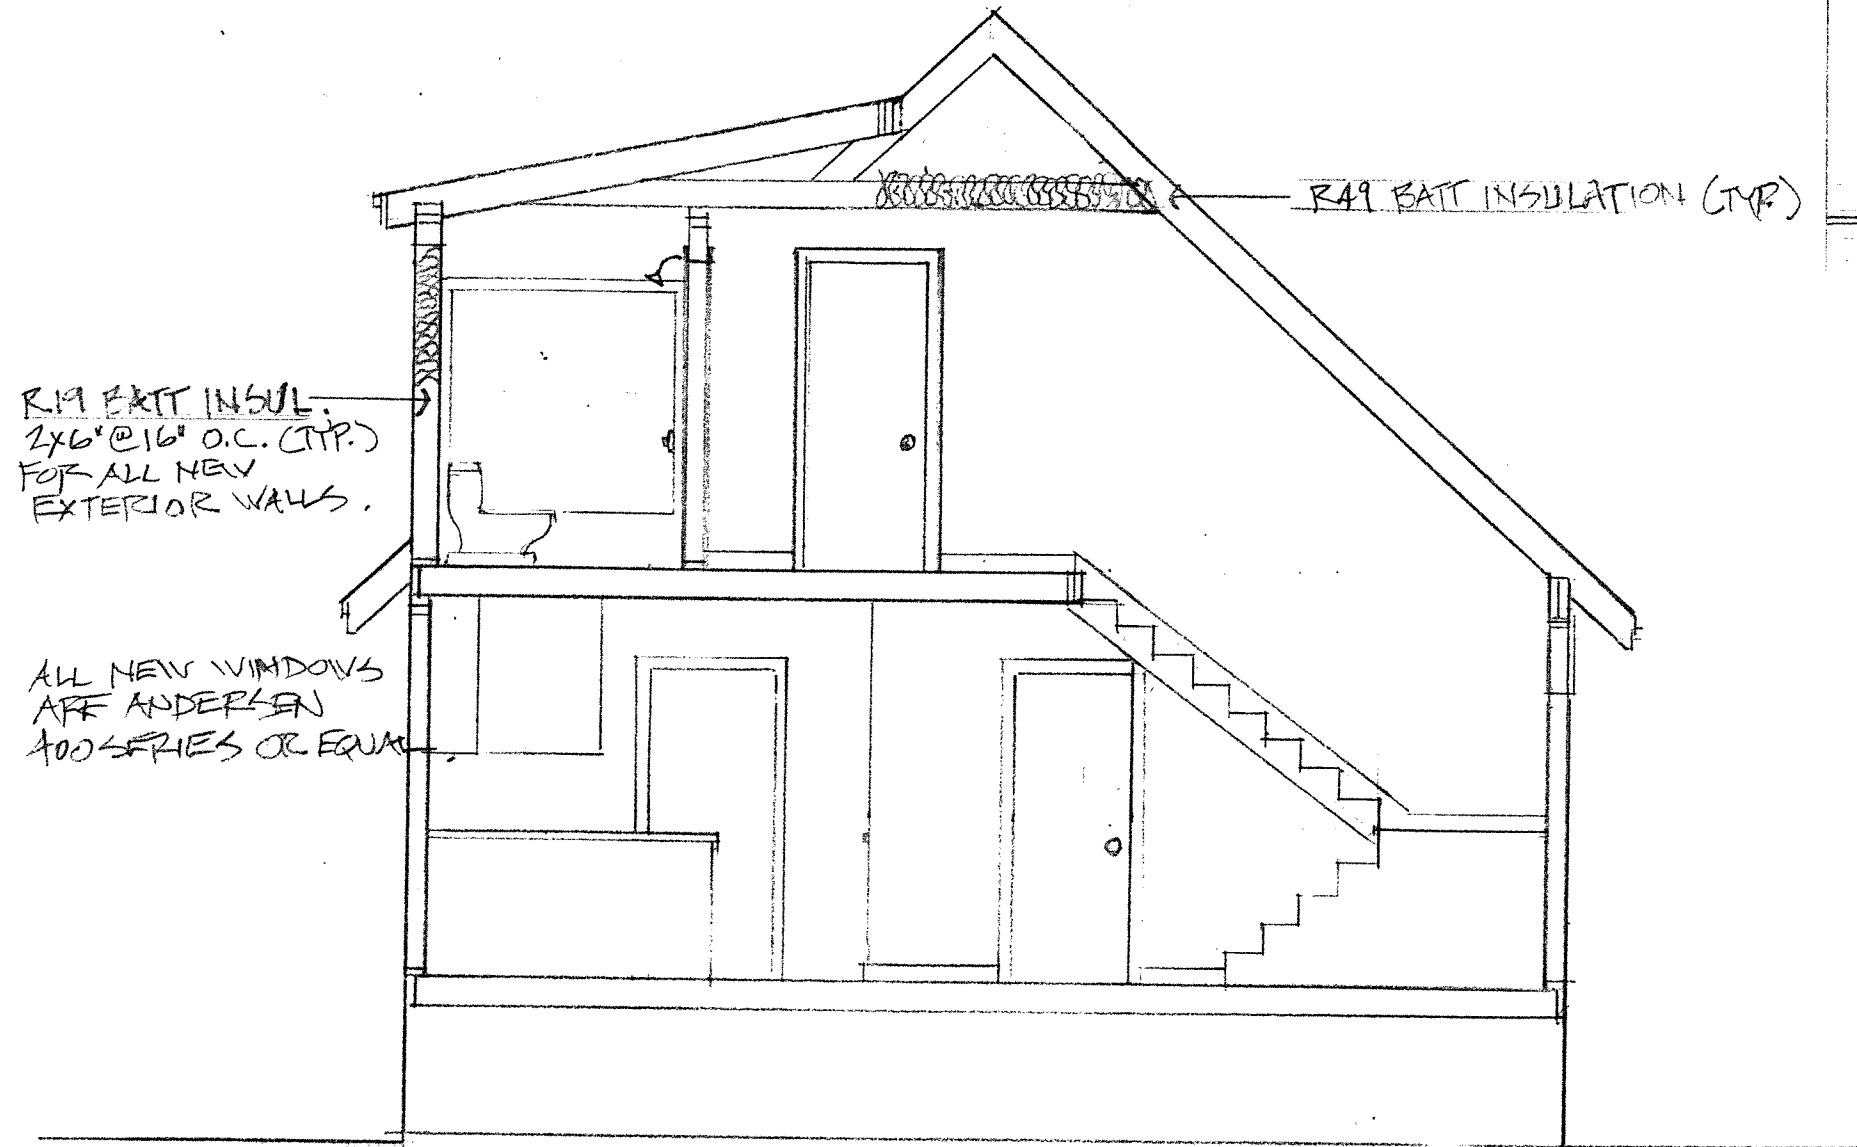 R49 BATT INSULATION (TYP.)
R.19 BATT INSUL.
2x6" @ 16" O.C. (TYP.)
FOR ALL NEW
EXTERIOR WALLS.
ALL NEW WINDOWS
ARE ANDERSEN
400 SERIES OR EQUAL